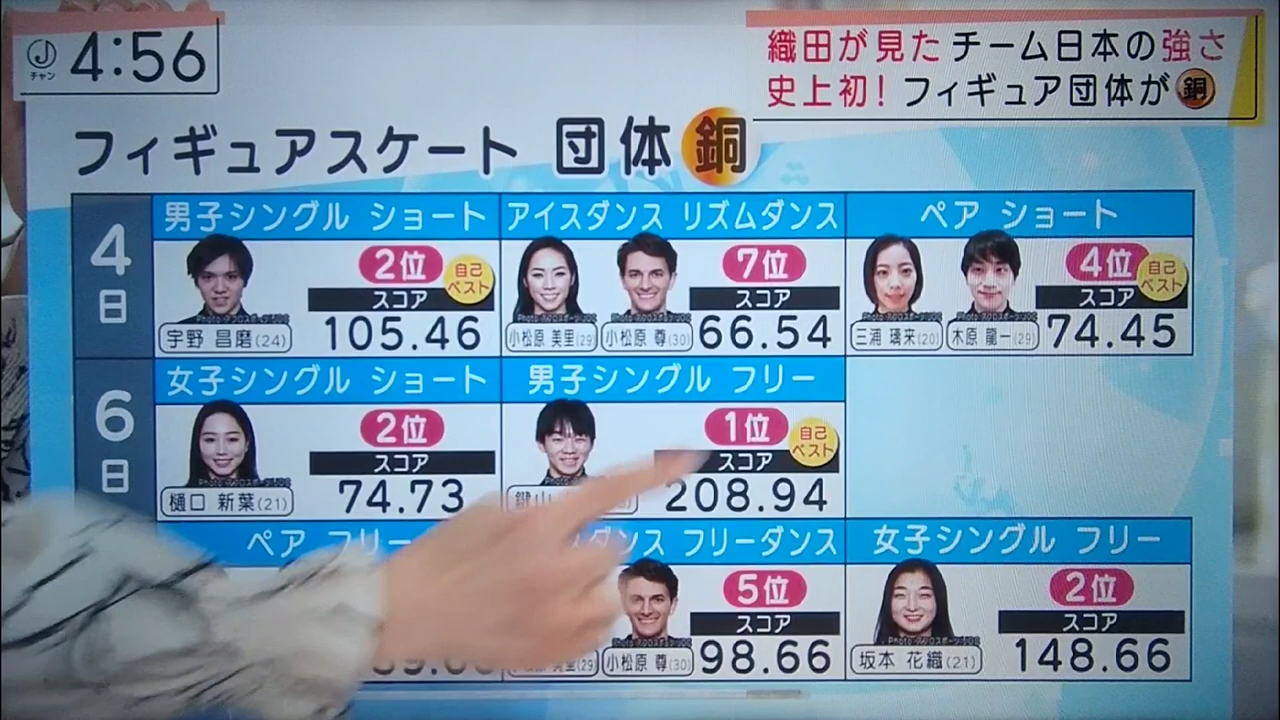 チャン
4:56
織田が見たチーム日本の強さ
史上初!フィギュア団体が銅
フィギュアスケート 団体 銅
4日
男子シングル ショート
2位
自己ベスト
スコア
宇野 昌磨(24)
105.46
アイスダンス リズムダンス
7位
スコア
小松原 美里(29)
小松原 尊(30)
66.54
ペア ショート
4位
自己ベスト
スコア
三浦 璃来(20)
木原 龍一(29)
74.45
6日
女子シングル ショート
2位
スコア
樋口 新葉(21)
74.73
男子シングル フリー
1位
自己ベスト
スコア
鍵山
208.94
ペア フリー
ダンス フリーダンス
5位
スコア
(29)
小松原 尊(30)
98.66
女子シングル フリー
2位
スコア
坂本 花織(21)
148.66